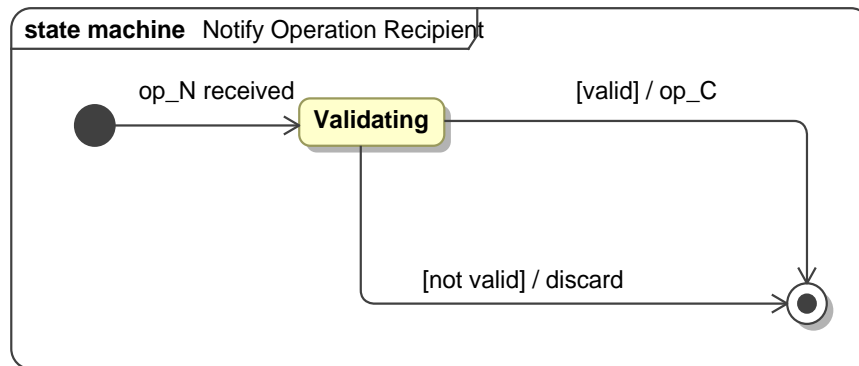 state machine Notify Operation Recipient
op_N received
[valid] / op_C
Validating
[not valid] / discard